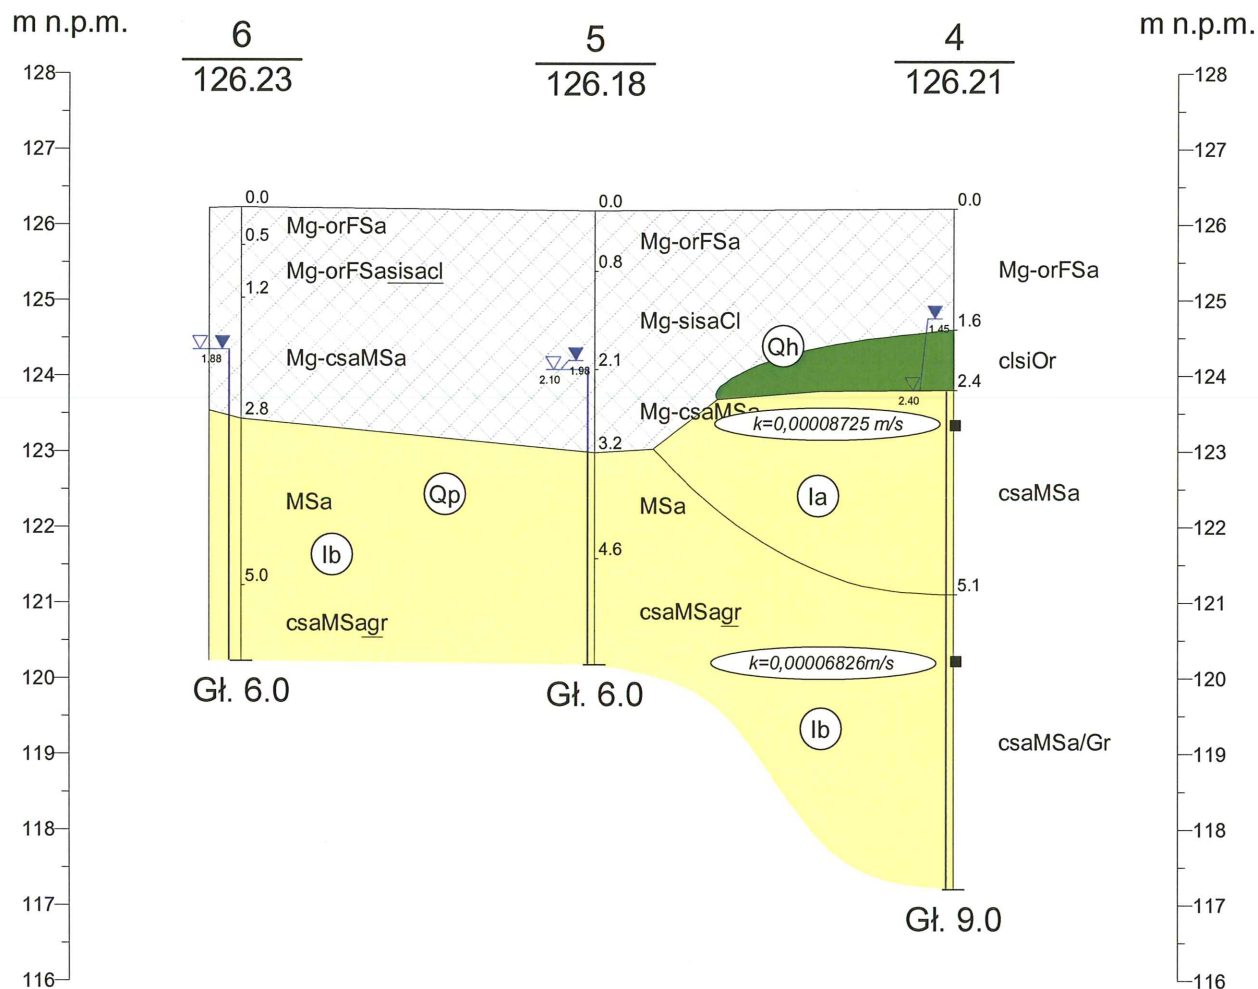 m n.p.m.
m n.p.m.
6
126.23
5
126.18
4
126.21
128
127
126
125
124
123
122
121
120
119
118
117
116
0.0
0.5
1.2
2.8
5.0
Mg-orFSa
Mg-orFSasisacl
Mg-csaMSa
1.88
MSa
Qp
Ib
csaMSagr
Gł. 6.0
0.0
0.8
2.1
3.2
4.6
Mg-orFSa
Mg-sisaCl
Mg-csaMSa
2.10
1.98
MSa
csaMSagr
Gł. 6.0
Qh
k=0,00008725 m/s
Ia
k=0,00006826m/s
Ib
0.0
1.6
1.45
2.4
2.40
5.1
Mg-orFSa
clsiOr
csaMSa
csaMSa/Gr
Gł. 9.0
128
127
126
125
124
123
122
121
120
119
118
117
116